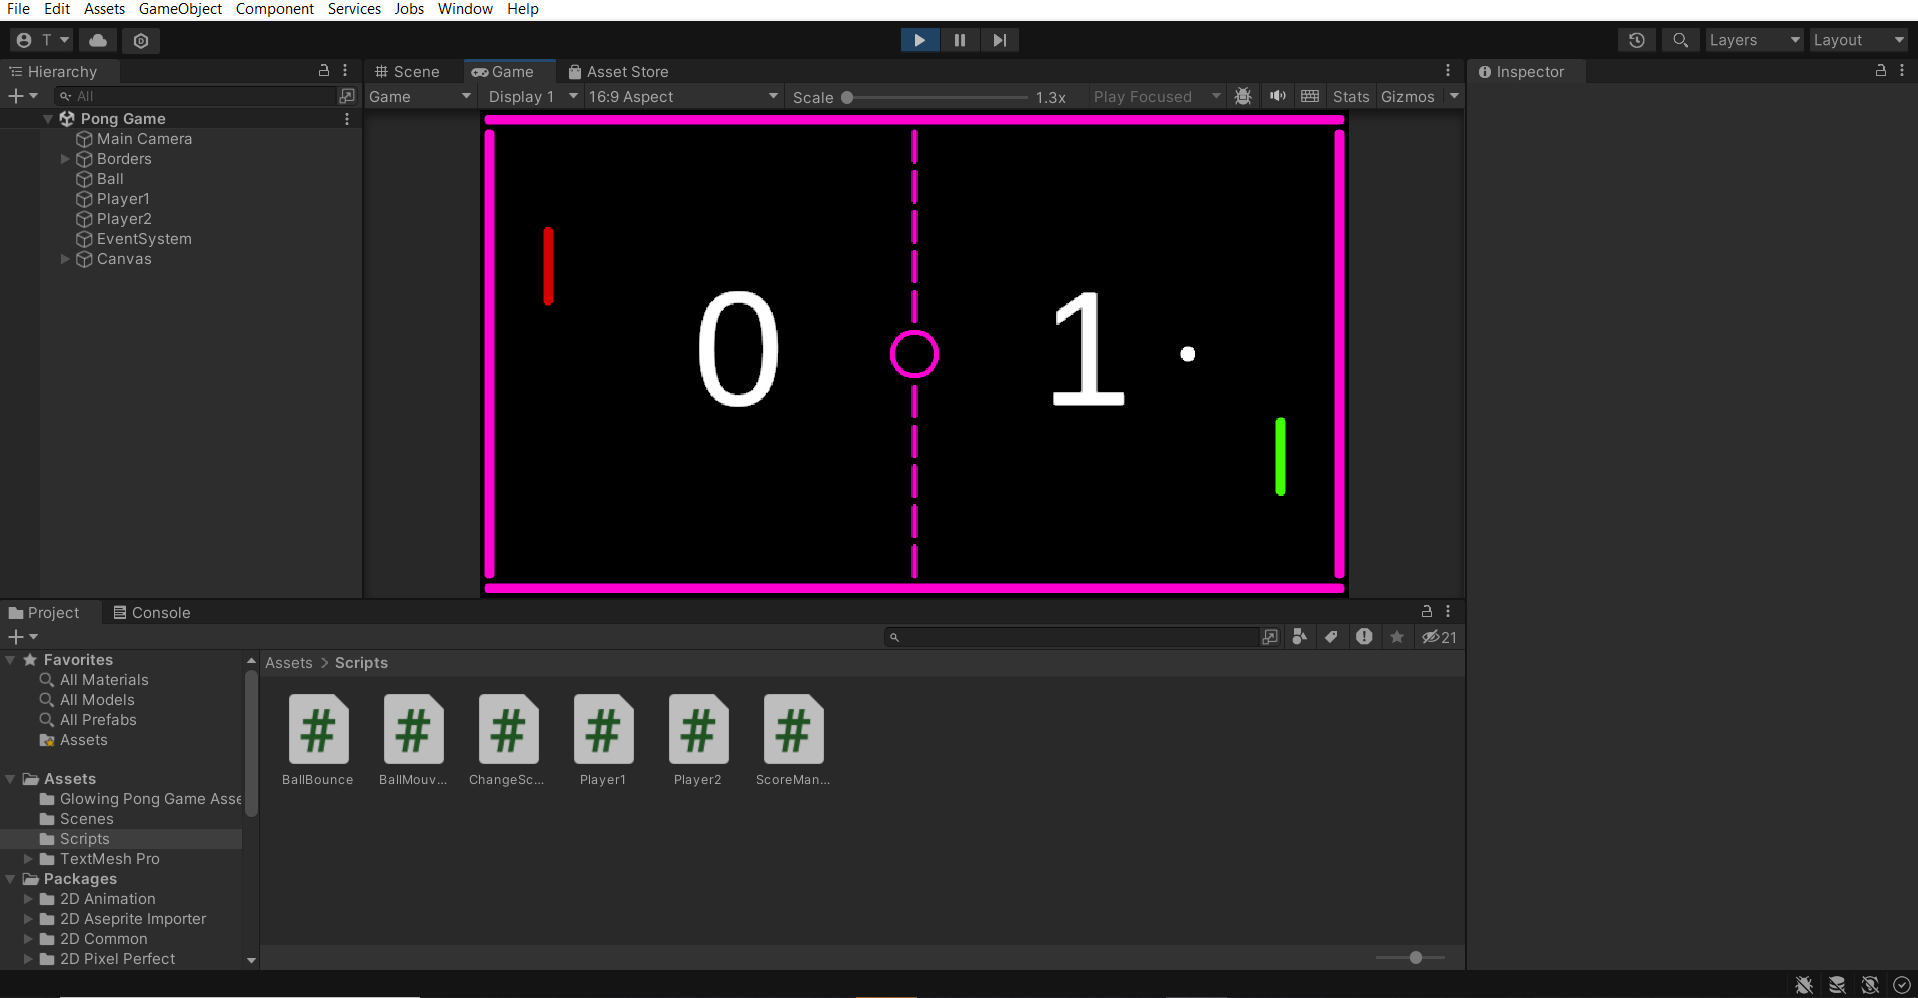 File Edit Assets GameObject Component Services Jobs Window Help
T Layers Layout
Hierarchy Scene Game Asset Store Inspector
All Game Display 1 16:9 Aspect Scale 1.3x Play Focused Stats Gizmos
Pong Game
Main Camera
Borders
Ball
Player1
Player2
EventSystem
Canvas
0 1
Project Console
21
Favorites Assets > Scripts
All Materials
All Models
All Prefabs
Assets
BallBounce BallMouv... ChangeSc... Player1 Player2 ScoreMan...
Assets
Glowing Pong Game Asse
Scenes
Scripts
TextMesh Pro
Packages
2D Animation
2D Aseprite Importer
2D Common
2D Pixel Perfect